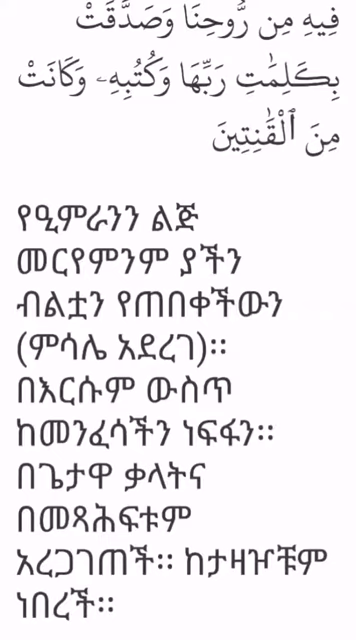 فِيهِ مِن رُّوحِنَا وَصَدَّقَتْ
بِكَلِمَٰتِ رَبِّهَا وَكُتُبِهِۦ وَكَانَتْ
مِنَ ٱلْقَٰنِتِينَ
የዒምራንን ልጅ
መርየምንም ያችን
ብልቷን የጠበቀችውን
(ምሳሌ አደረገ)፡፡
በእርሱም ውስጥ
ከመንፈሳችን ነፍፋን፡፡
በጌታዋ ቃላትና
በመጻሕፍቱም
አረጋገጠች፡፡ ከታዛዦቹም
ነበረች፡፡